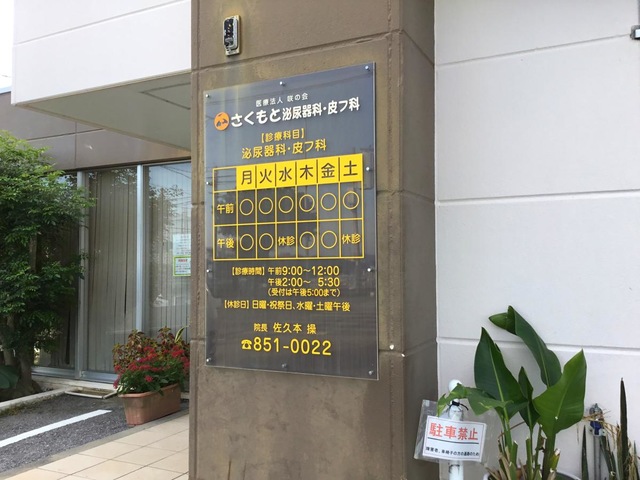 医療法人 咲の会
さくもと泌尿器科・皮フ科
【診療科目】
泌尿器科・皮フ科
月 火 水 木 金 土
午前 ○ ○ ○ ○ ○ ○
午後 ○ ○ 休診 ○ ○ 休診
【診療時間】午前9:00〜12:00
午後2:00〜 5:30
(受付は午後5:00まで)
【休診日】日曜・祝祭日、水曜・土曜午後
院長 佐久本 操
☎851-0022
駐車禁止